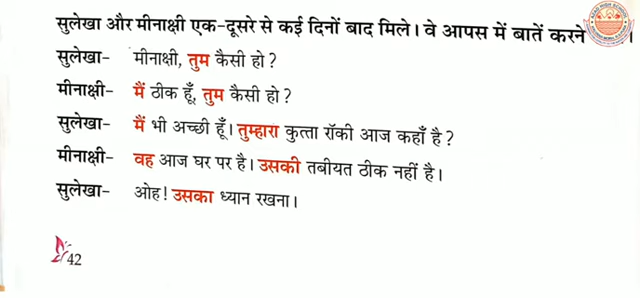 सुलेखा और मीनाक्षी एक-दूसरे से कई दिनों बाद मिले। वे आपस में बातें करने
सुलेखा- मीनाक्षी, तुम कैसी हो?
मीनाक्षी- मैं ठीक हूँ, तुम कैसी हो?
सुलेखा- मैं भी अच्छी हूँ। तुम्हारा कुत्ता रॉकी आज कहाँ है?
मीनाक्षी- वह आज घर पर है। उसकी तबीयत ठीक नहीं है।
सुलेखा- ओह! उसका ध्यान रखना।
42